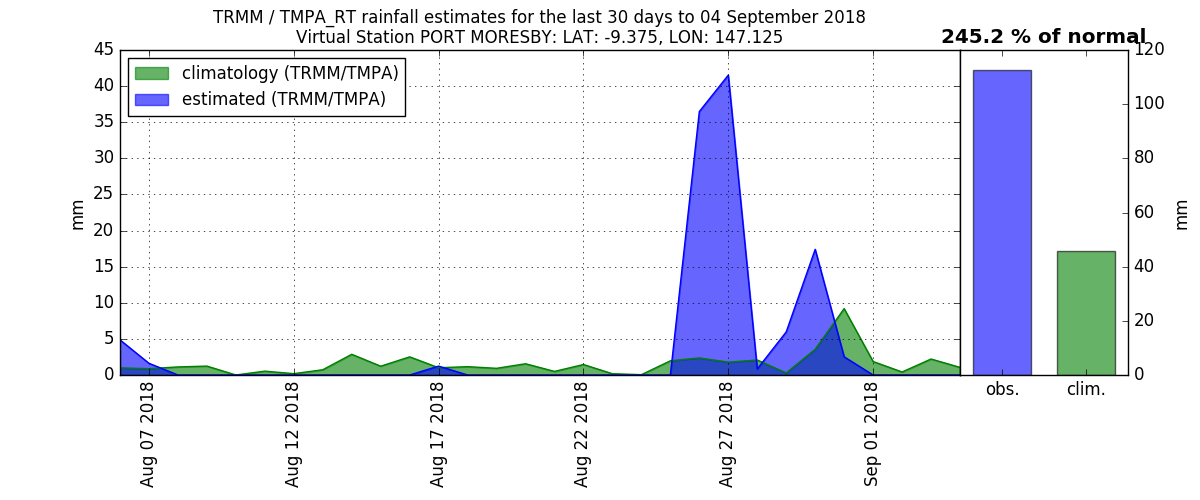 TRMM / TMPA_RT rainfall estimates for the last 30 days to 04 September 2018
Virtual Station PORT MORESBY: LAT: -9.375, LON: 147.125
245.2 % of normal
climatology (TRMM/TMPA)
estimated (TRMM/TMPA)
45
40
35
30
25
20
15
10
5
0
mm
Aug 07 2018
Aug 12 2018
Aug 17 2018
Aug 22 2018
Aug 27 2018
Sep 01 2018
120
100
80
60
40
20
0
mm
obs.
clim.